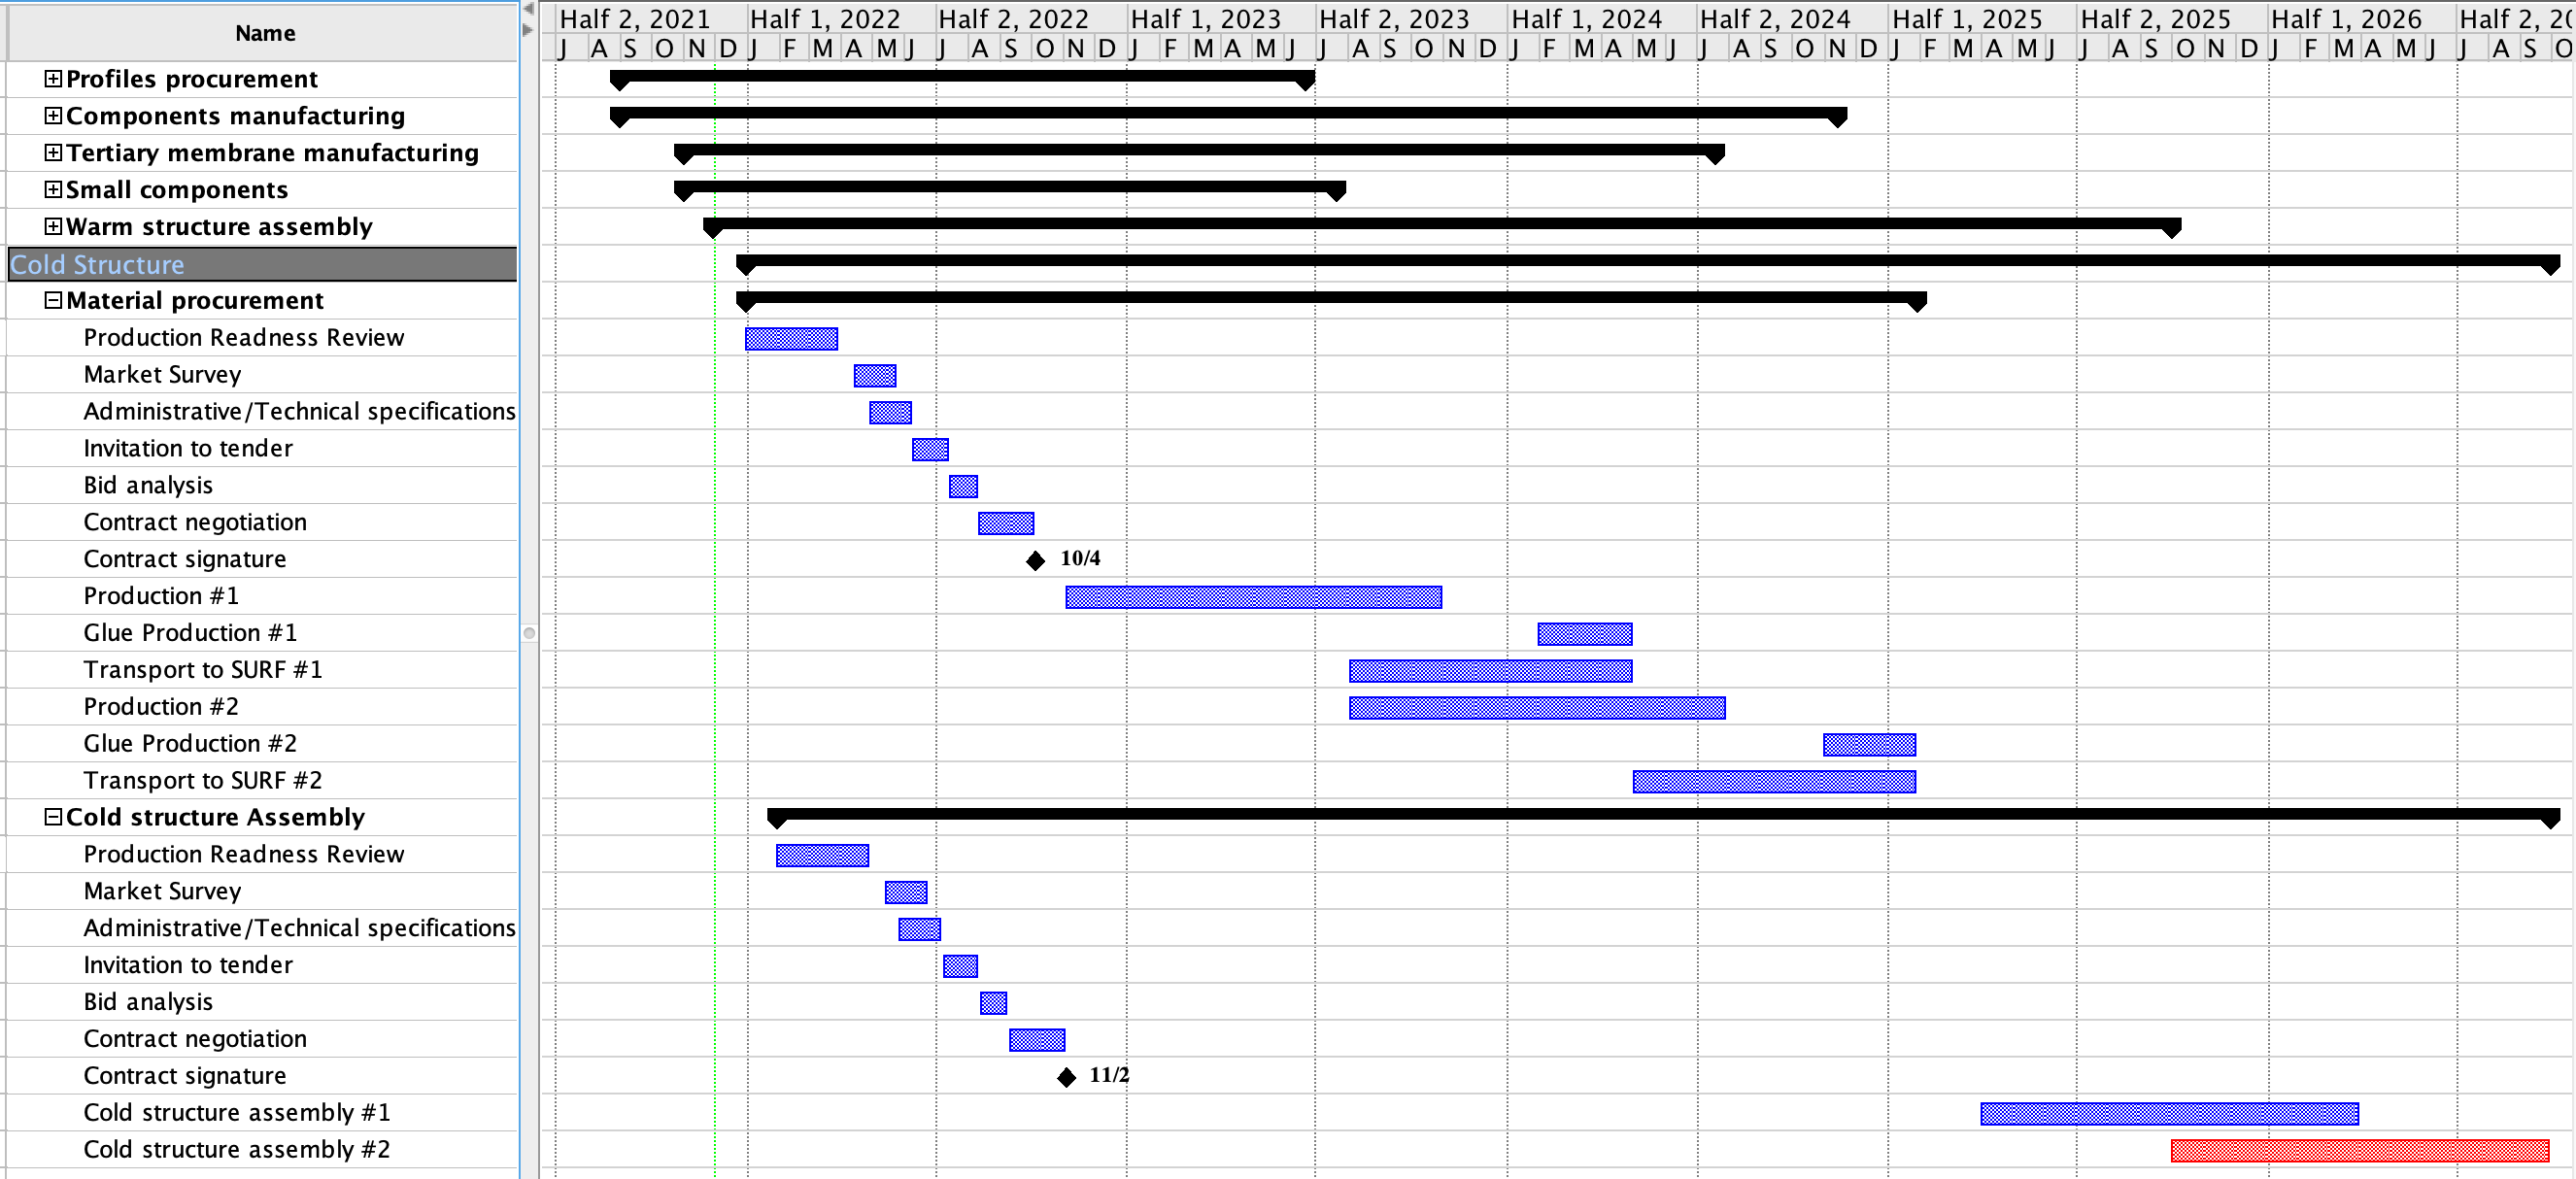 Name
Half 2, 2021 Half 1, 2022 Half 2, 2022 Half 1, 2023 Half 2, 2023 Half 1, 2024 Half 2, 2024 Half 1, 2025 Half 2, 2025 Half 1, 2026 Half 2, 20
J A S O N D J F M A M J J A S O N D J F M A M J J A S O N D J F M A M J J A S O N D J F M A M J J A S O N D J F M A M J J A S O
Profiles procurement
Components manufacturing
Tertiary membrane manufacturing
Small components
Warm structure assembly
Cold Structure
Material procurement
Production Readness Review
Market Survey
Administrative/Technical specifications
Invitation to tender
Bid analysis
Contract negotiation
Contract signature 10/4
Production #1
Glue Production #1
Transport to SURF #1
Production #2
Glue Production #2
Transport to SURF #2
Cold structure Assembly
Production Readness Review
Market Survey
Administrative/Technical specifications
Invitation to tender
Bid analysis
Contract negotiation
Contract signature 11/2
Cold structure assembly #1
Cold structure assembly #2